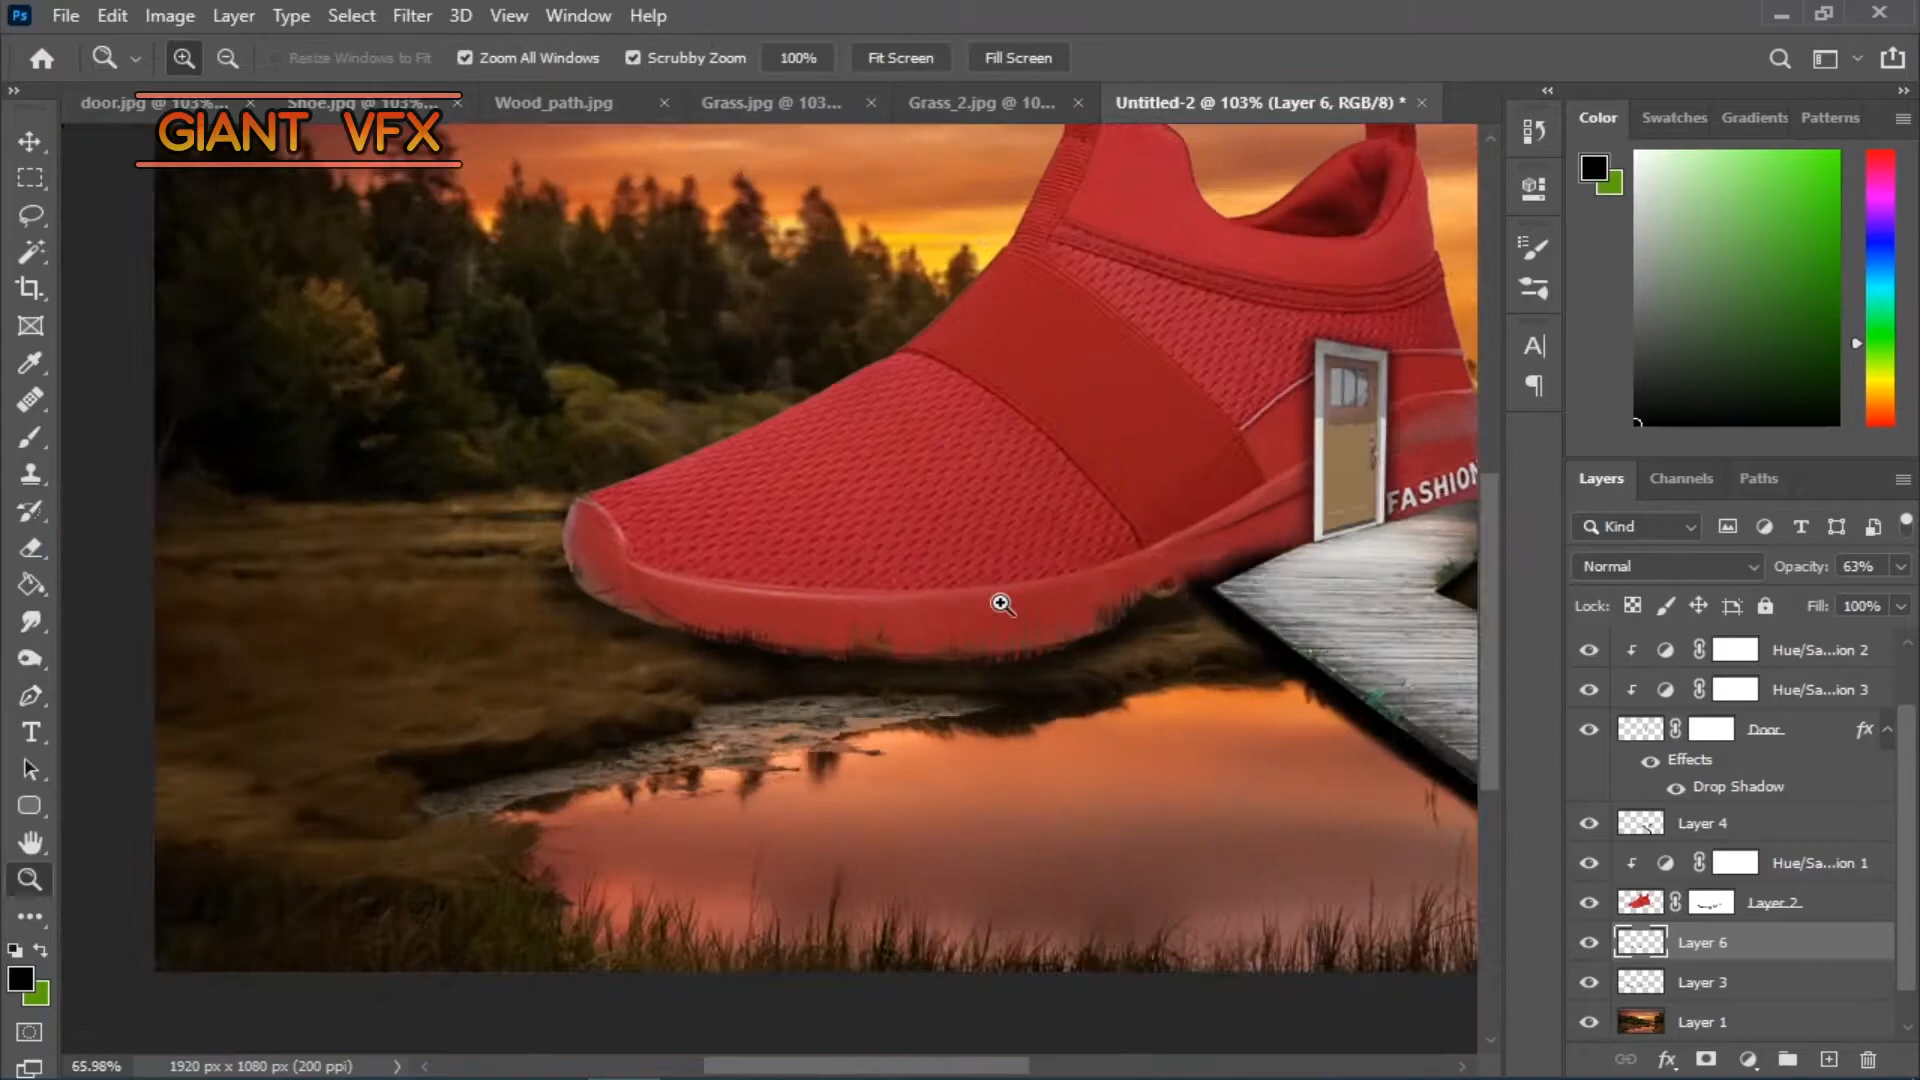 Ps File Edit Image Layer Type Select Filter 3D View Window Help
Resize Windows to Fit Zoom All Windows Scrubby Zoom 100% Fit Screen Fill Screen
door.jpg @ 103%... Shoe.jpg @ 103%... Wood_path.jpg Grass.jpg @ 103... Grass_2.jpg @ 10... Untitled-2 @ 103% (Layer 6, RGB/8) *
GIANT VFX
FASHION
Color Swatches Gradients Patterns
Layers Channels Paths
Kind
Normal Opacity: 63%
Lock: Fill: 100%
Hue/Sa...ion 2
Hue/Sa...ion 3
Door fx
Effects
Drop Shadow
Layer 4
Hue/Sa...ion 1
Layer 2
Layer 6
Layer 3
Layer 1
65.98% 1920 px x 1080 px (200 ppi)